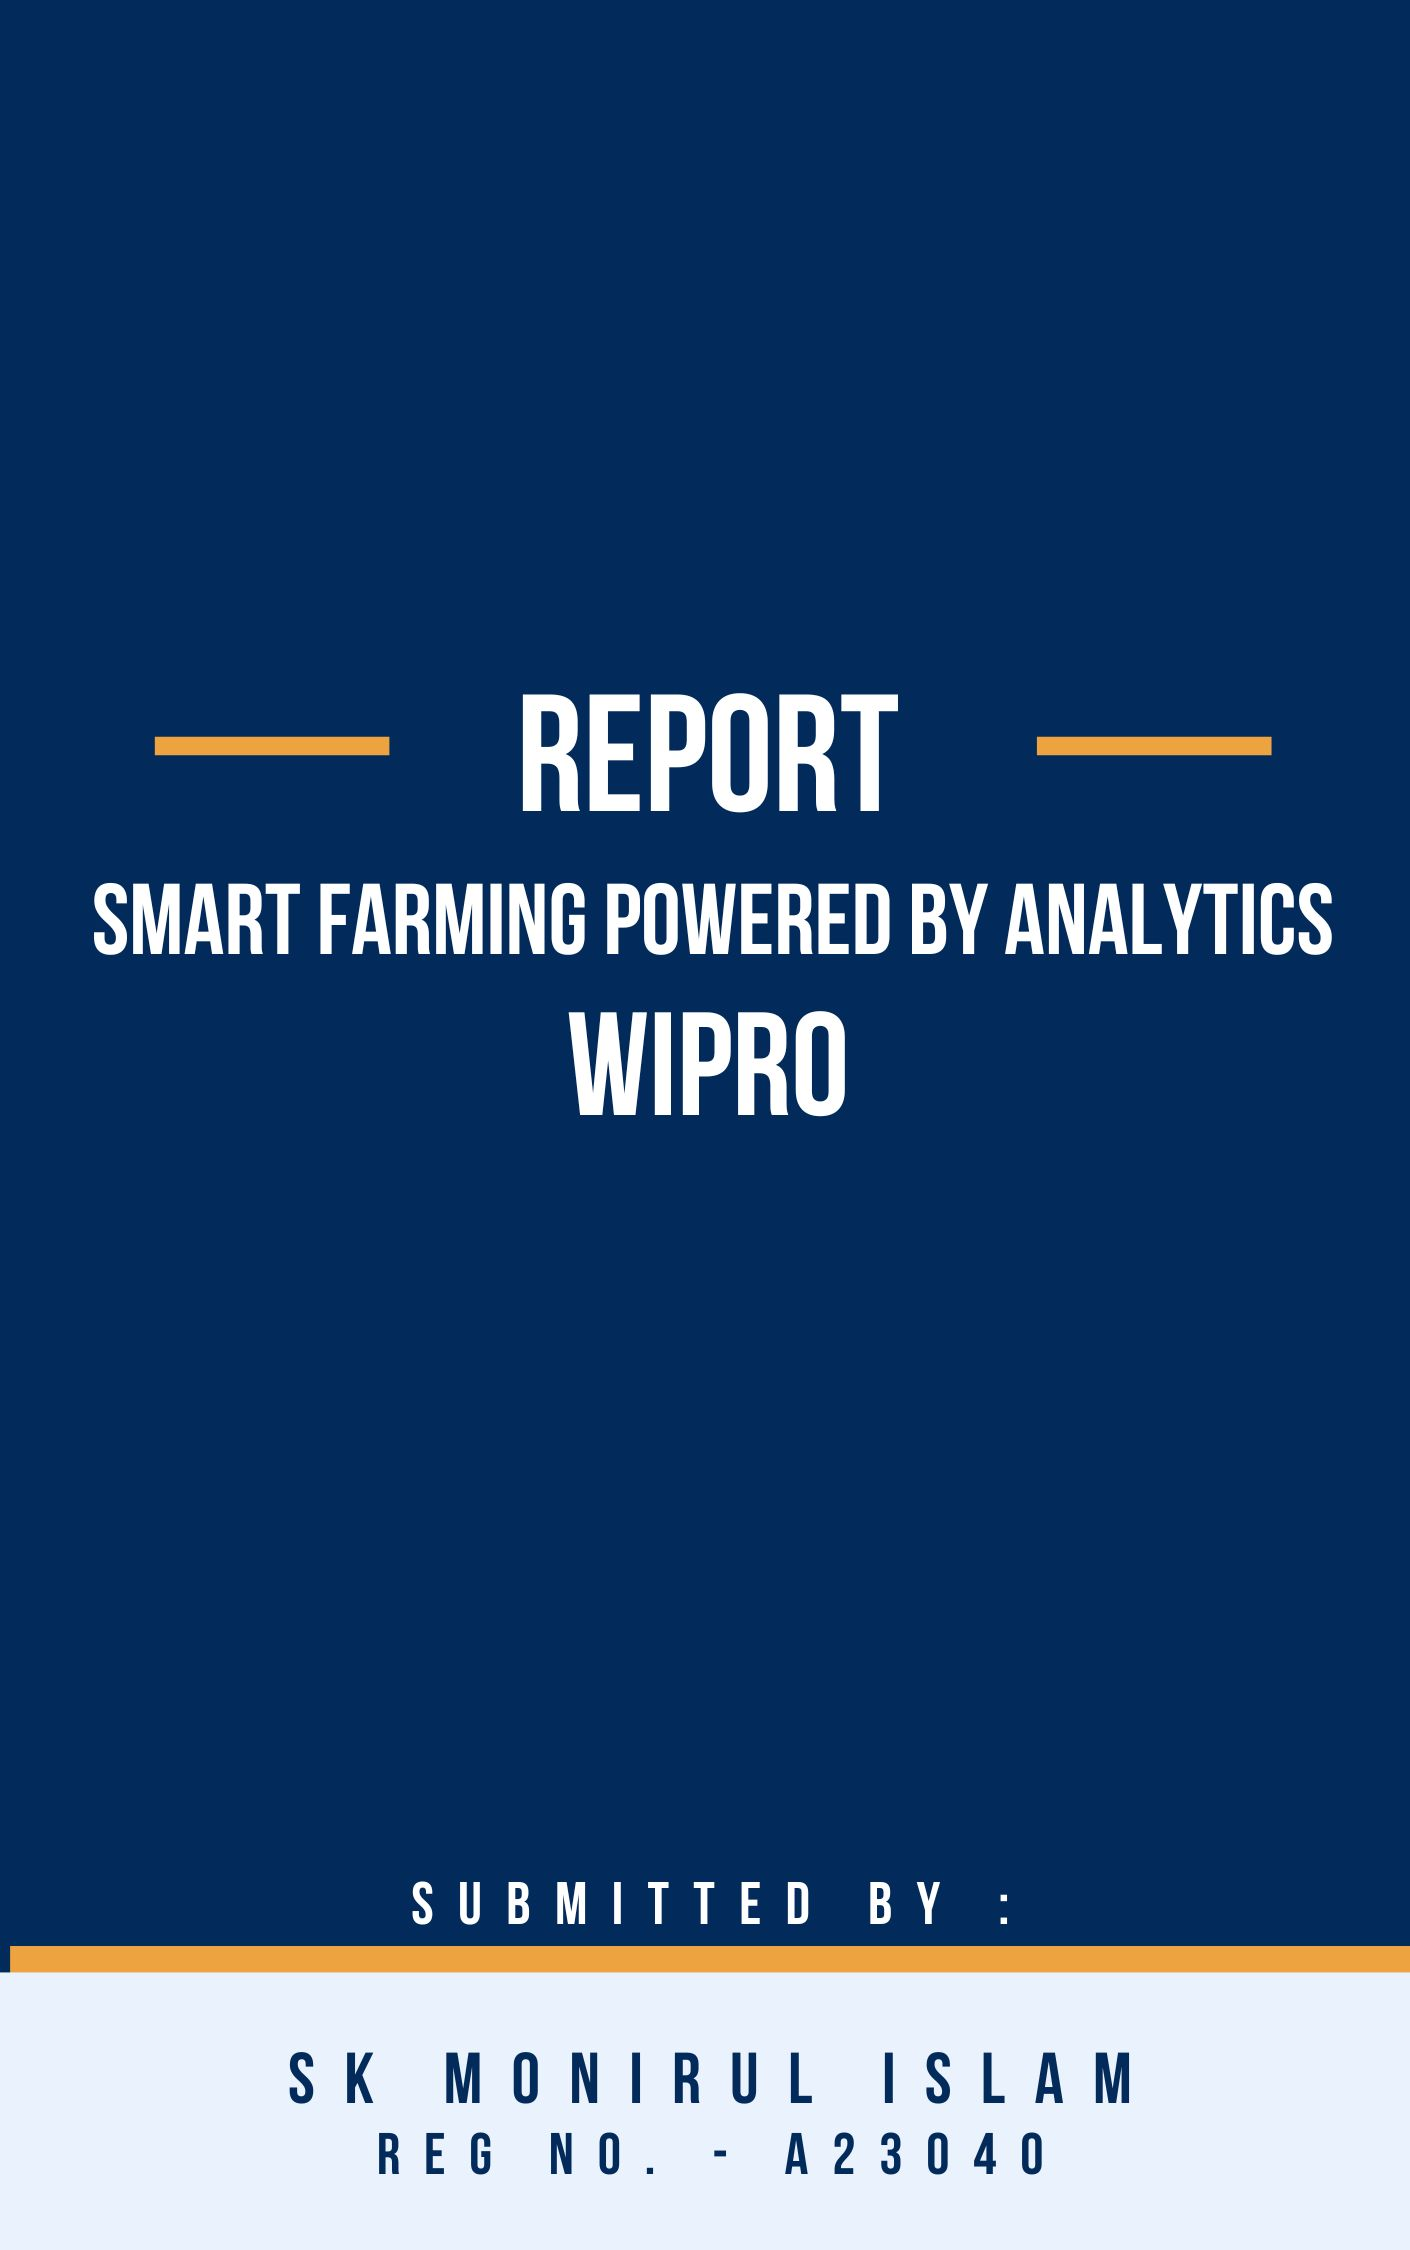 REPORT
SMART FARMING POWERED BY ANALYTICS
WIPRO
SUBMITTED BY :
SK MONIRUL ISLAM
REG NO. - A23040